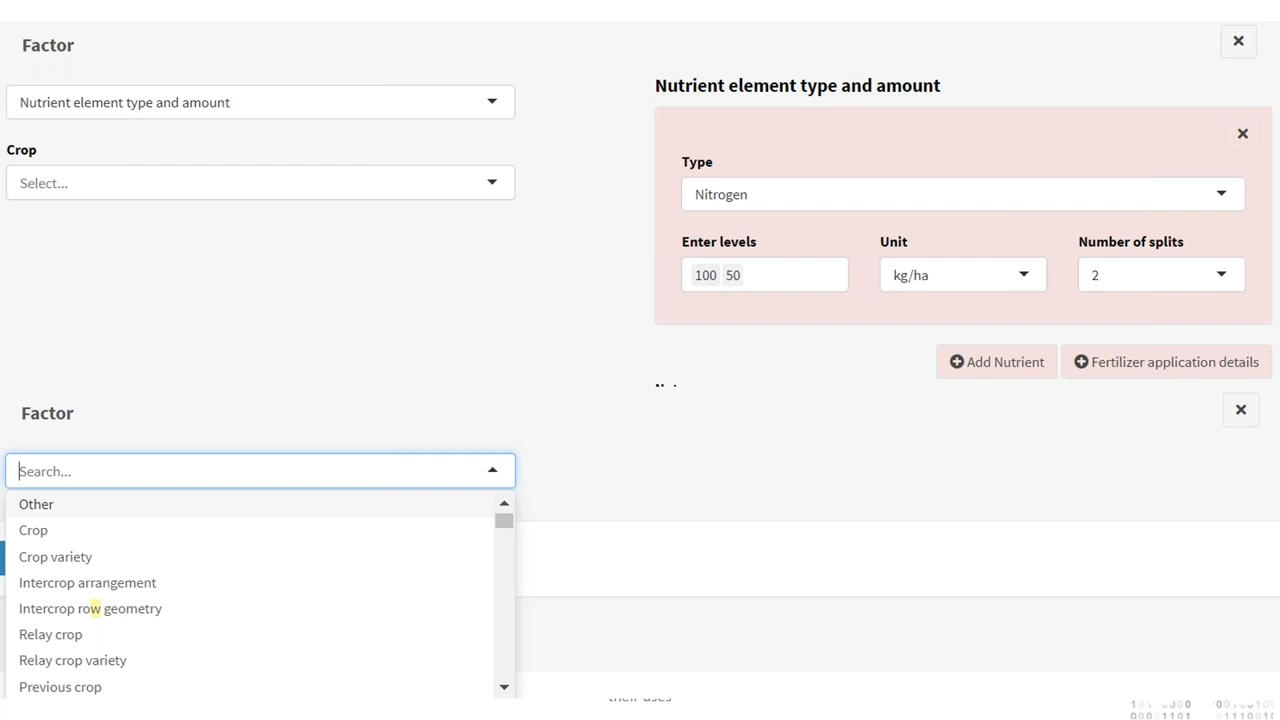 Factor
Nutrient element type and amount
Crop
Select...
Nutrient element type and amount
Type
Nitrogen
Enter levels
Unit
Number of splits
100 50
kg/ha
2
Add Nutrient
Fertilizer application details
Factor
Search...
Other
Crop
Crop variety
Intercrop arrangement
Intercrop row geometry
Relay crop
Relay crop variety
Previous crop
their uses